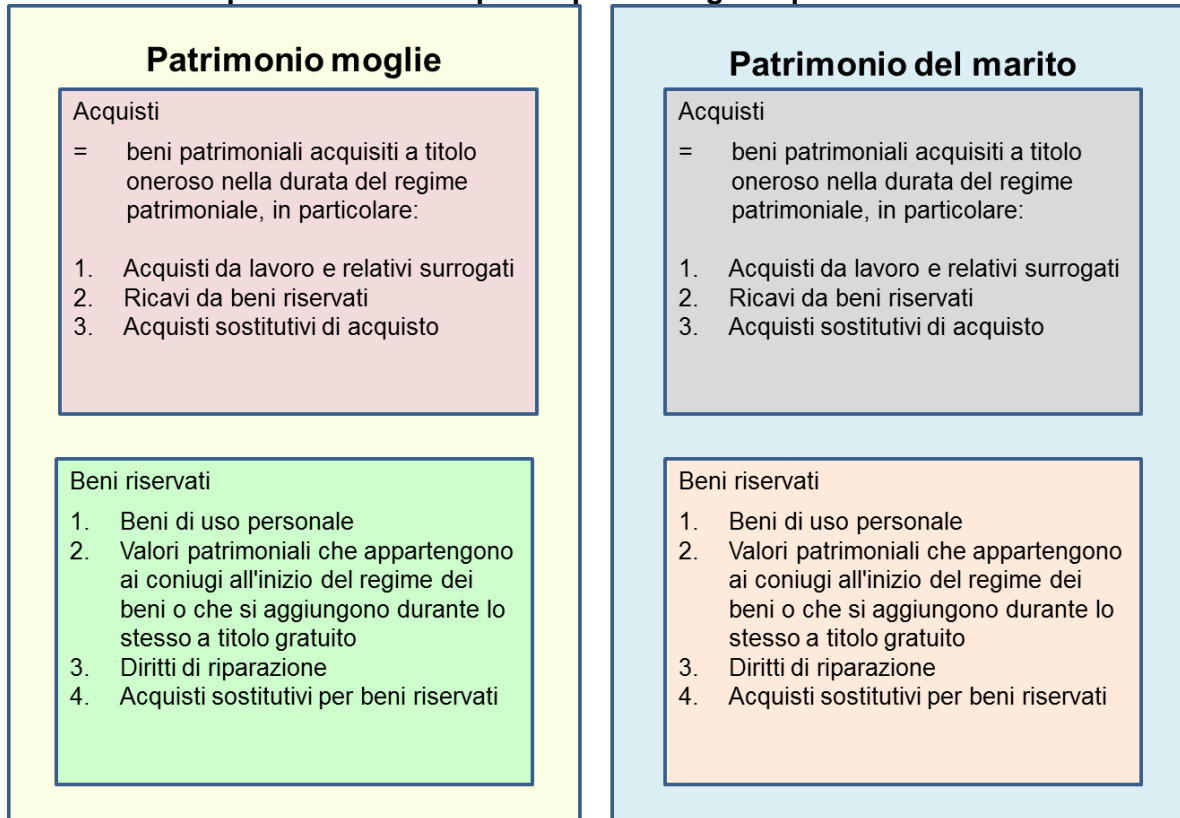 Patrimonio moglie
Acquisti
= beni patrimoniali acquisiti a titolo
oneroso nella durata del regime
patrimoniale, in particolare:
1. Acquisti da lavoro e relativi surrogati
2. Ricavi da beni riservati
3. Acquisti sostitutivi di acquisto
Beni riservati
1. Beni di uso personale
2. Valori patrimoniali che appartengono
ai coniugi all'inizio del regime dei
beni o che si aggiungono durante lo
stesso a titolo gratuito
3. Diritti di riparazione
4. Acquisti sostitutivi per beni riservati
Patrimonio del marito
Acquisti
= beni patrimoniali acquisiti a titolo
oneroso nella durata del regime
patrimoniale, in particolare:
1. Acquisti da lavoro e relativi surrogati
2. Ricavi da beni riservati
3. Acquisti sostitutivi di acquisto
Beni riservati
1. Beni di uso personale
2. Valori patrimoniali che appartengono
ai coniugi all'inizio del regime dei
beni o che si aggiungono durante lo
stesso a titolo gratuito
3. Diritti di riparazione
4. Acquisti sostitutivi per beni riservati